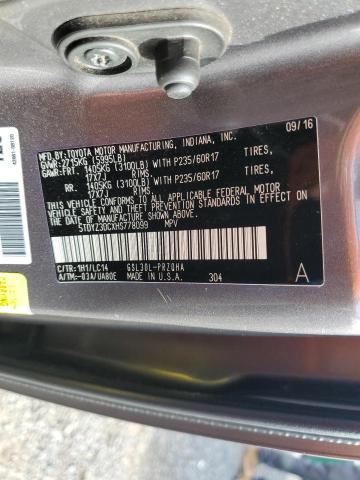 MFD.BY:TOYOTA MOTOR MANUFACTURING, INDIANA, INC. 09/16
GVWR:2715KG (5995LB)
GAWR:FRT. 1405KG (3100LB) WITH P235/60R17 TIRES,
17X7J RIMS,
RR. 1405KG (3100LB) WITH P235/60R17 TIRES,
17X7J RIMS,
THIS VEHICLE CONFORMS TO ALL APPLICABLE FEDERAL
MOTOR VEHICLE SAFETY AND THEFT PREVENTION STANDARDS IN EFFECT ON THE DATE
OF MANUFACTURE SHOWN ABOVE.
5TDYZ3DCXHS778099 MPV
C/TR:1H1/LC14 GSL30L-PRZQHA
A/TM:-03A/UA80E MADE IN U.S.A. 304 A